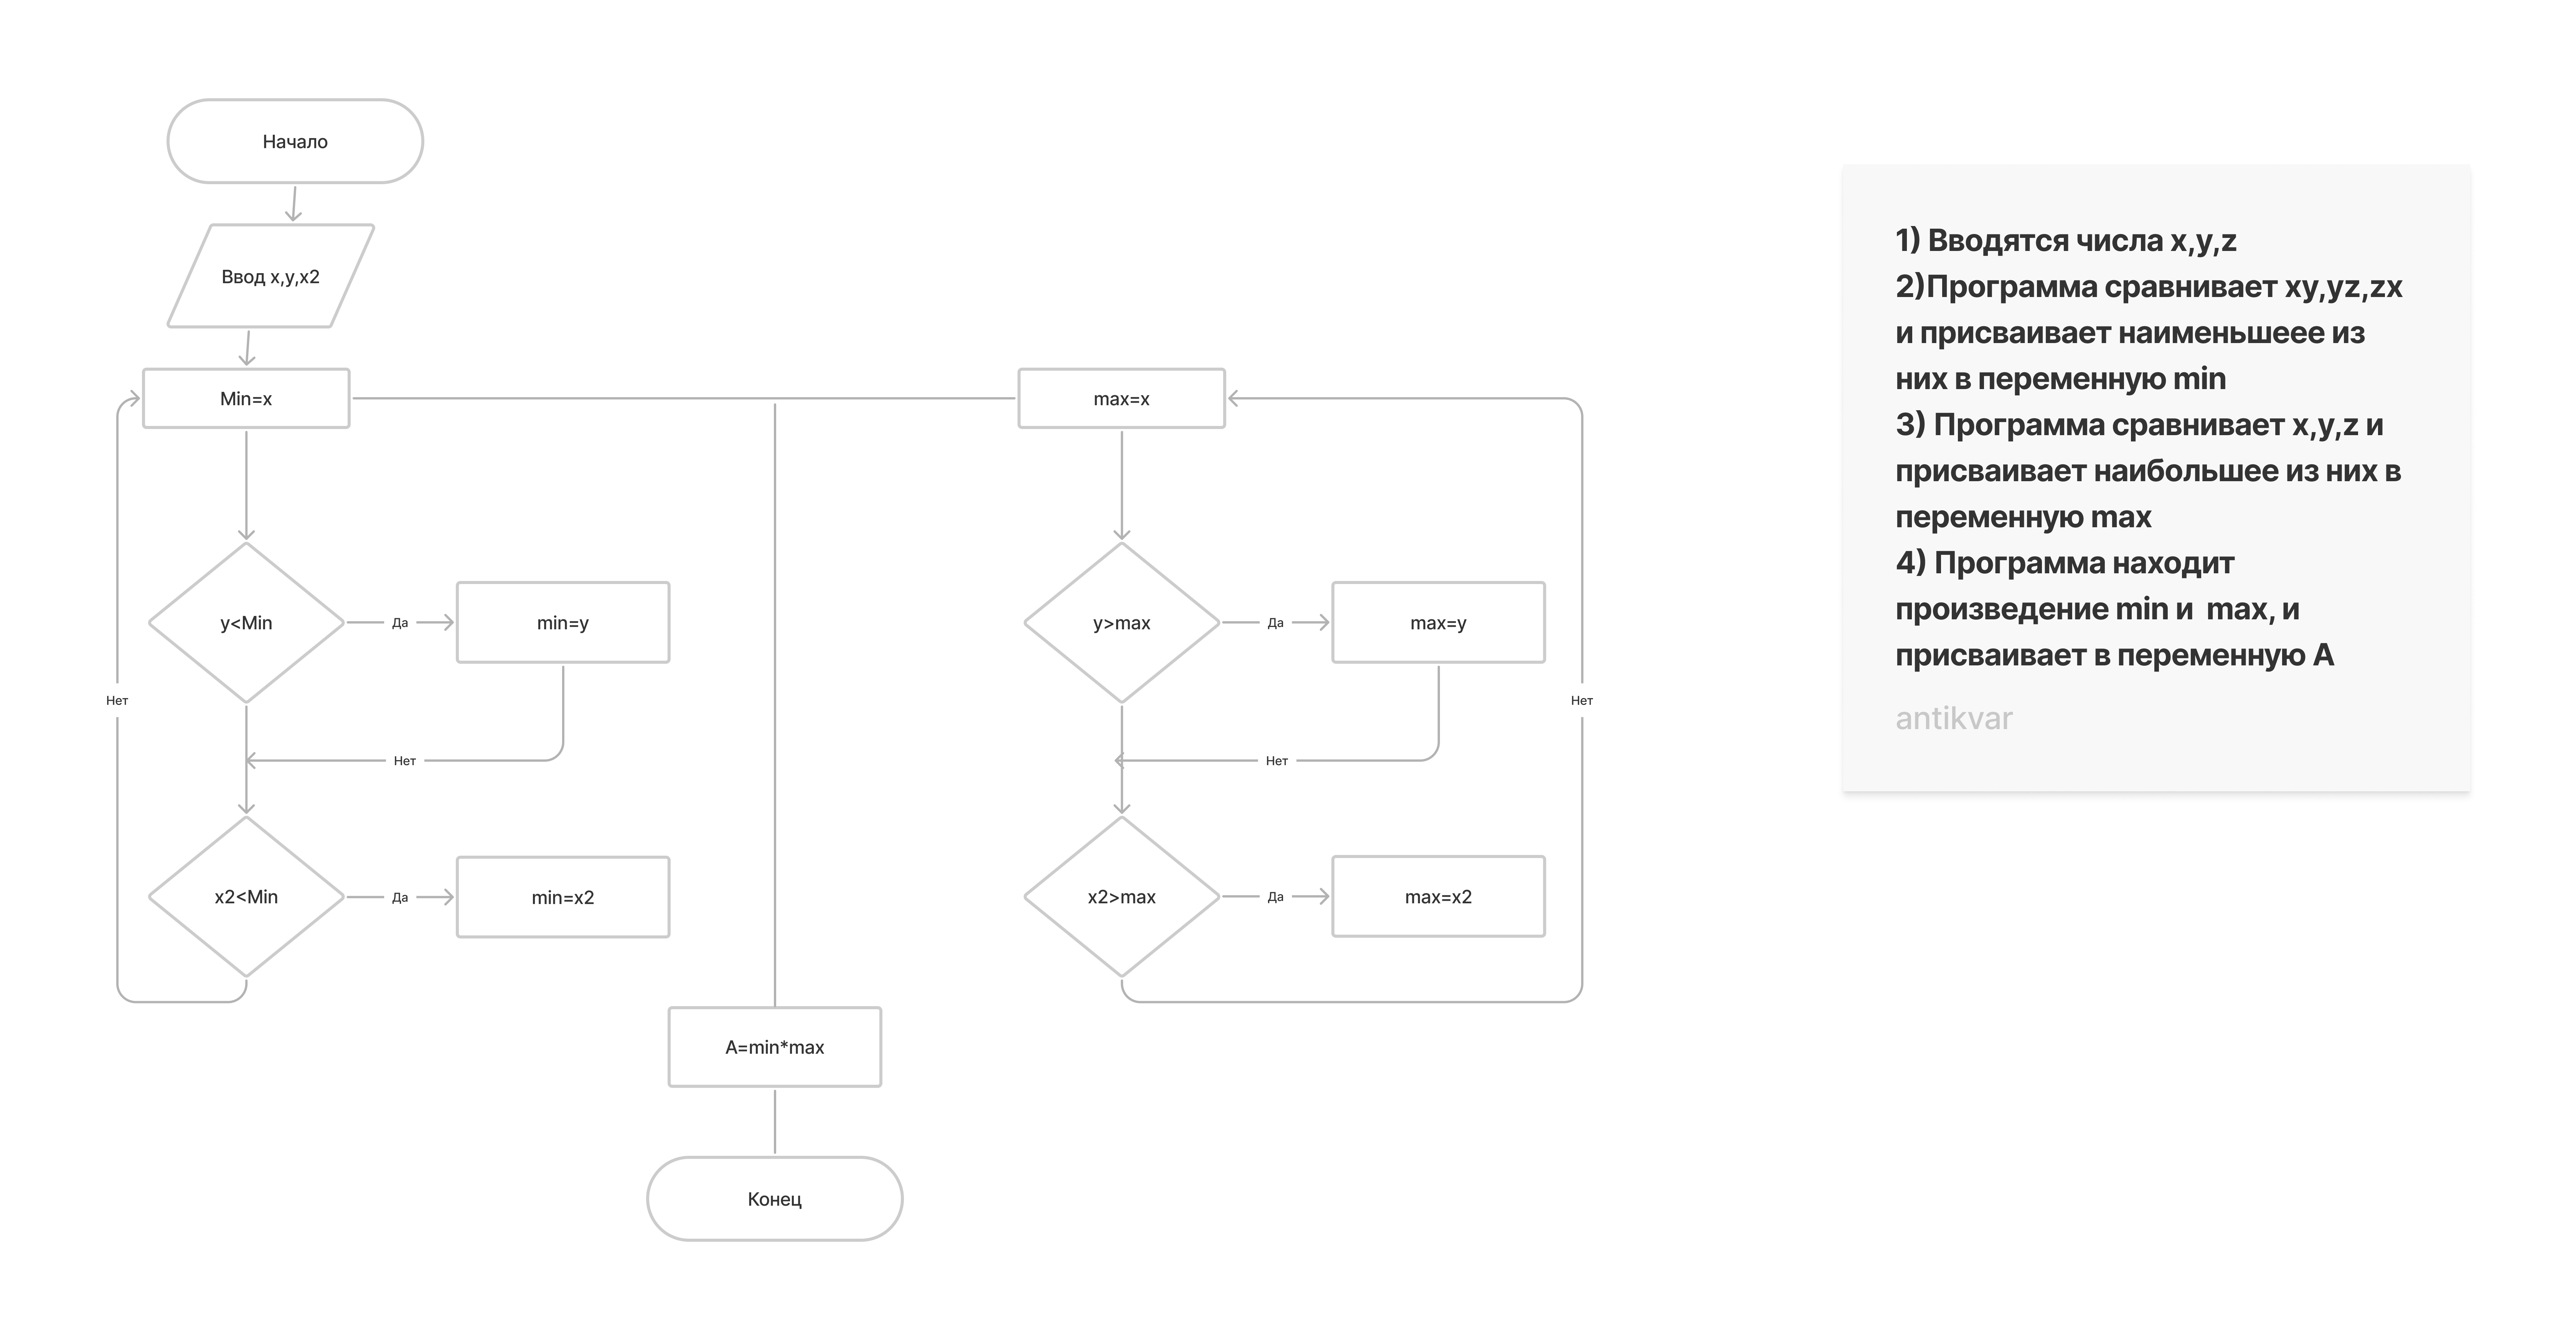 Начало
Ввод x,y,x2
Min=x
max=x
y<Min
Да
min=y
y>max
Да
max=y
Нет
Нет
Нет
Нет
x2<Min
Да
min=x2
x2>max
Да
max=x2
A=min*max
Конец
1) Вводятся числа x,y,z
2)Программа сравнивает xy,yz,zx
и присваивает наименьшеее из
них в переменную min
3) Программа сравнивает x,y,z и
присваивает наибольшее из них в
переменную max
4) Программа находит
произведение min и  max, и
присваивает в переменную A
antikvar